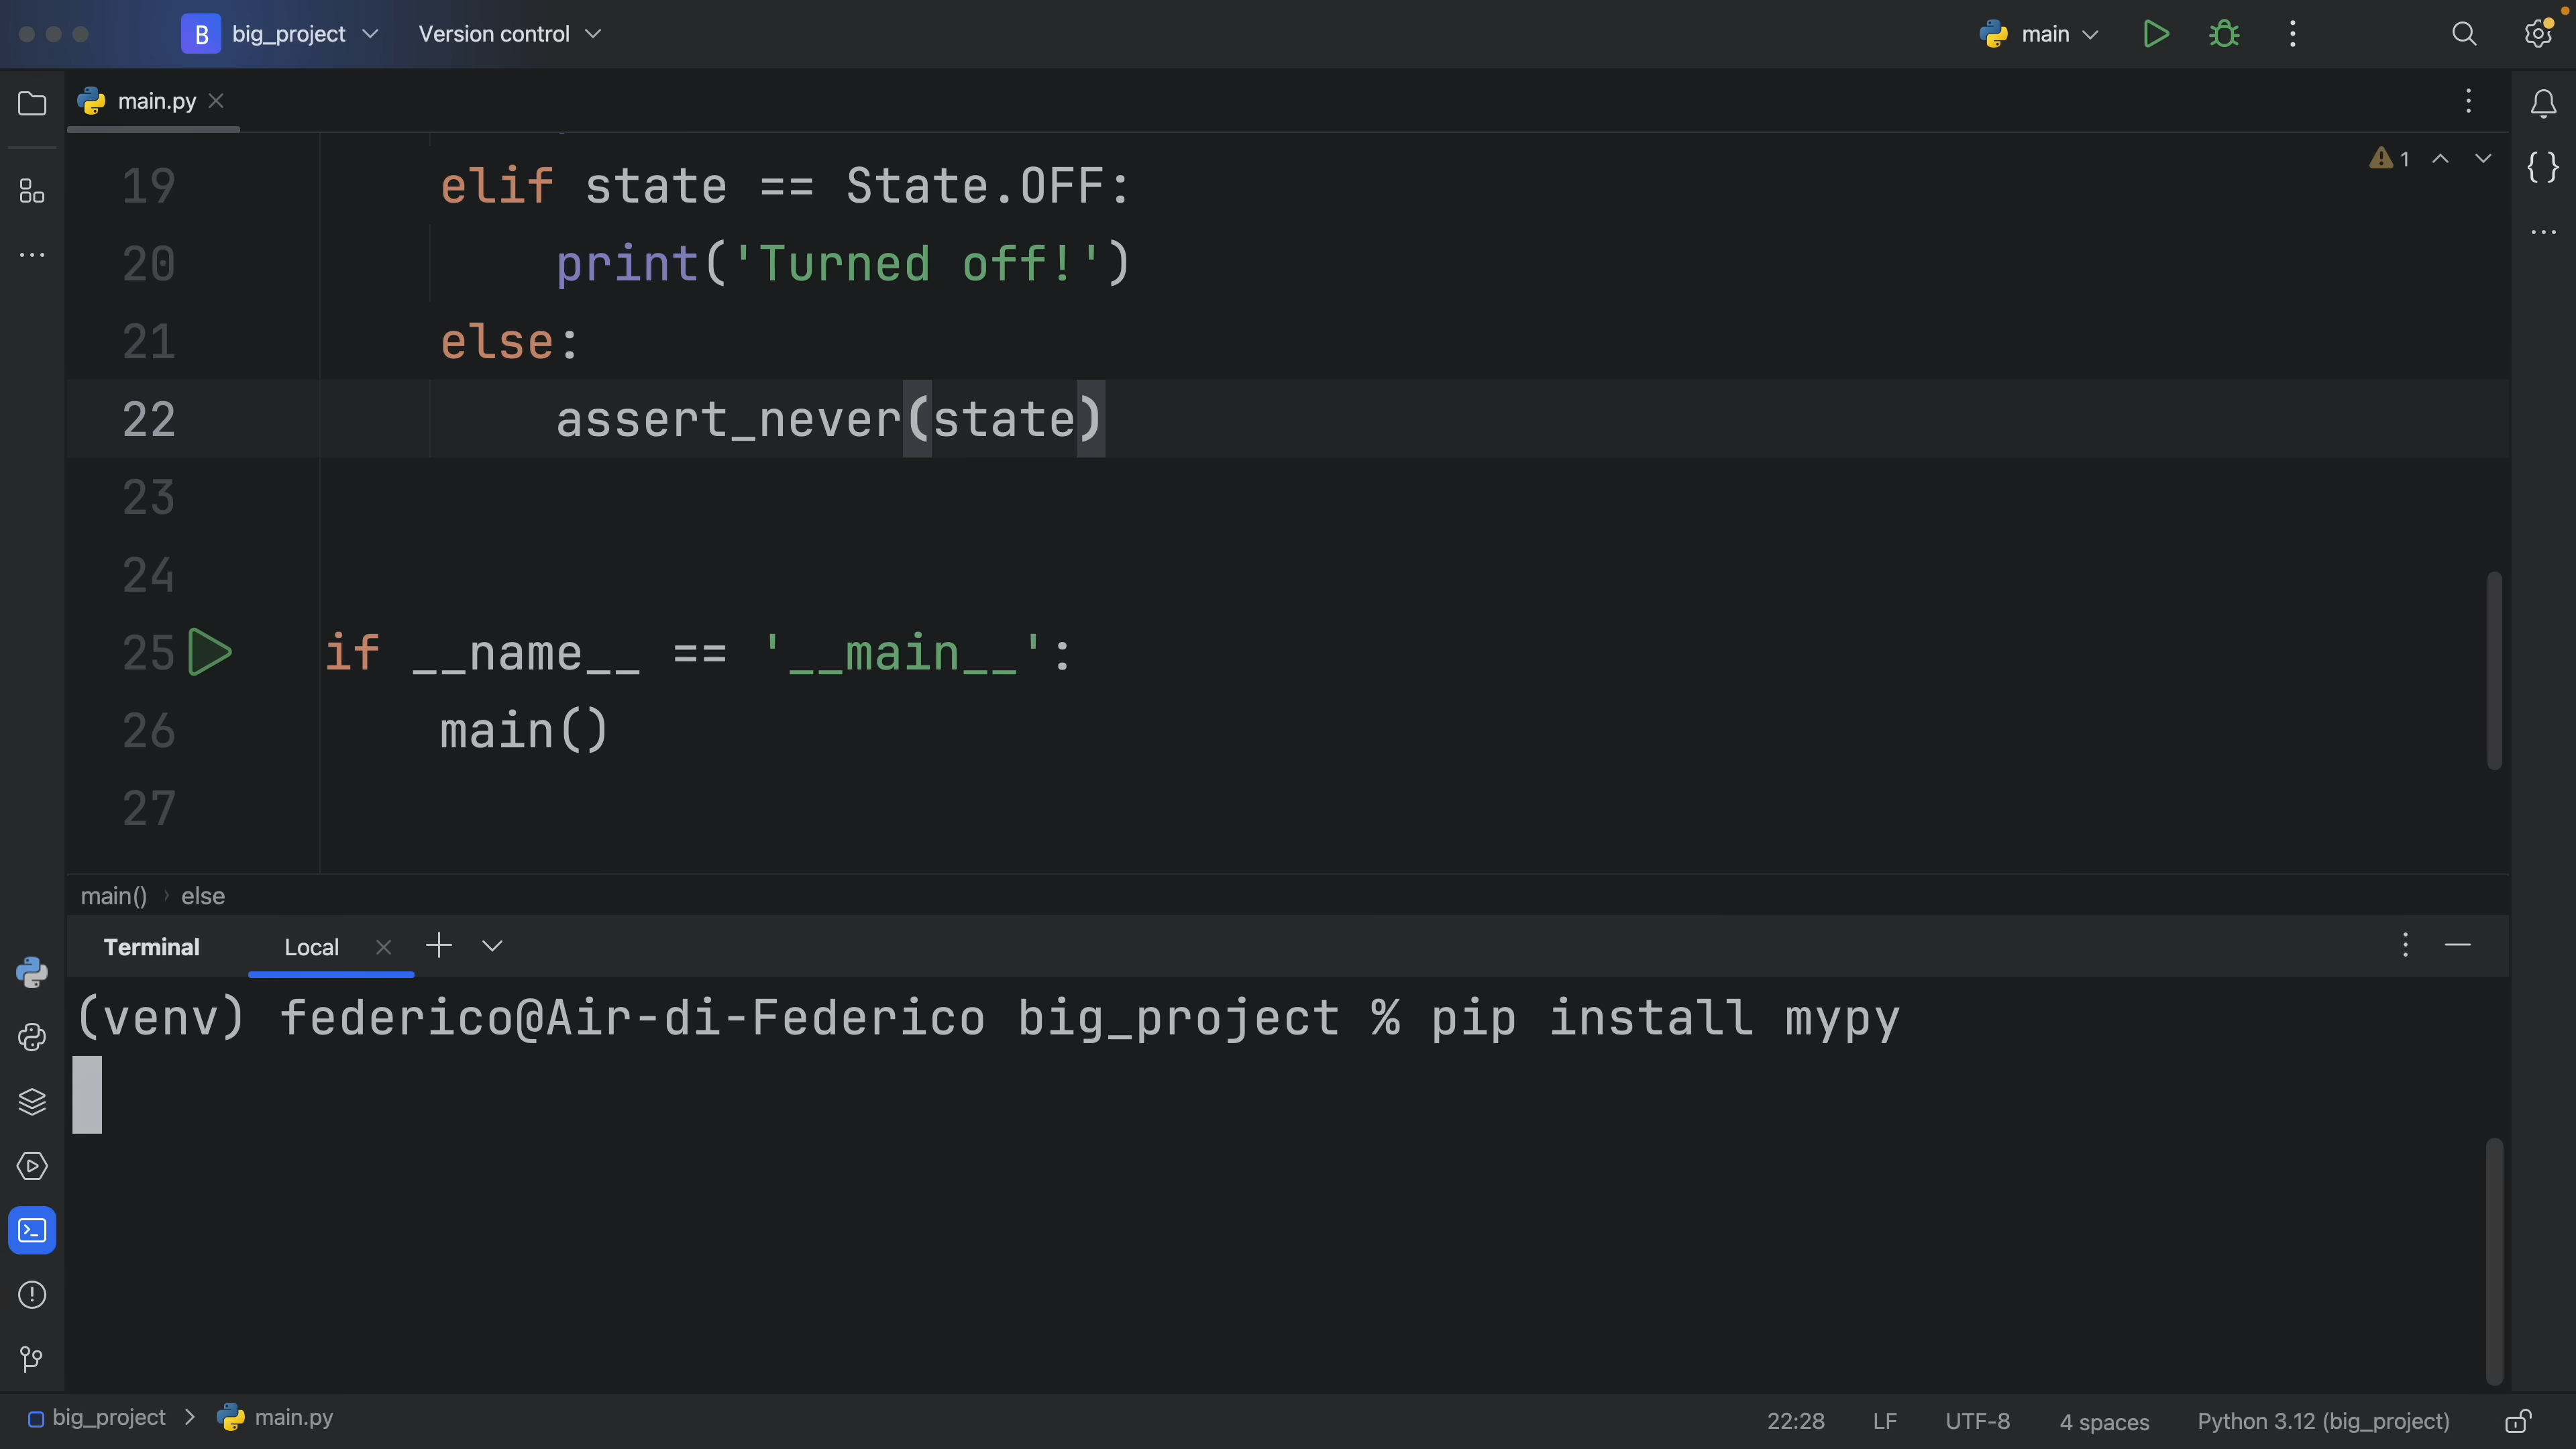 B big_project Version control main
main.py
19 elif state == State.OFF:
1
20 print('Turned off!')
21 else:
22 assert_never(state)
23
24
25 if __name__ == '__main__':
26 main()
27
main() › else
Terminal Local
(venv) federico@Air-di-Federico big_project % pip install mypy
big_project > main.py 22:28 LF UTF-8 4 spaces Python 3.12 (big_project)